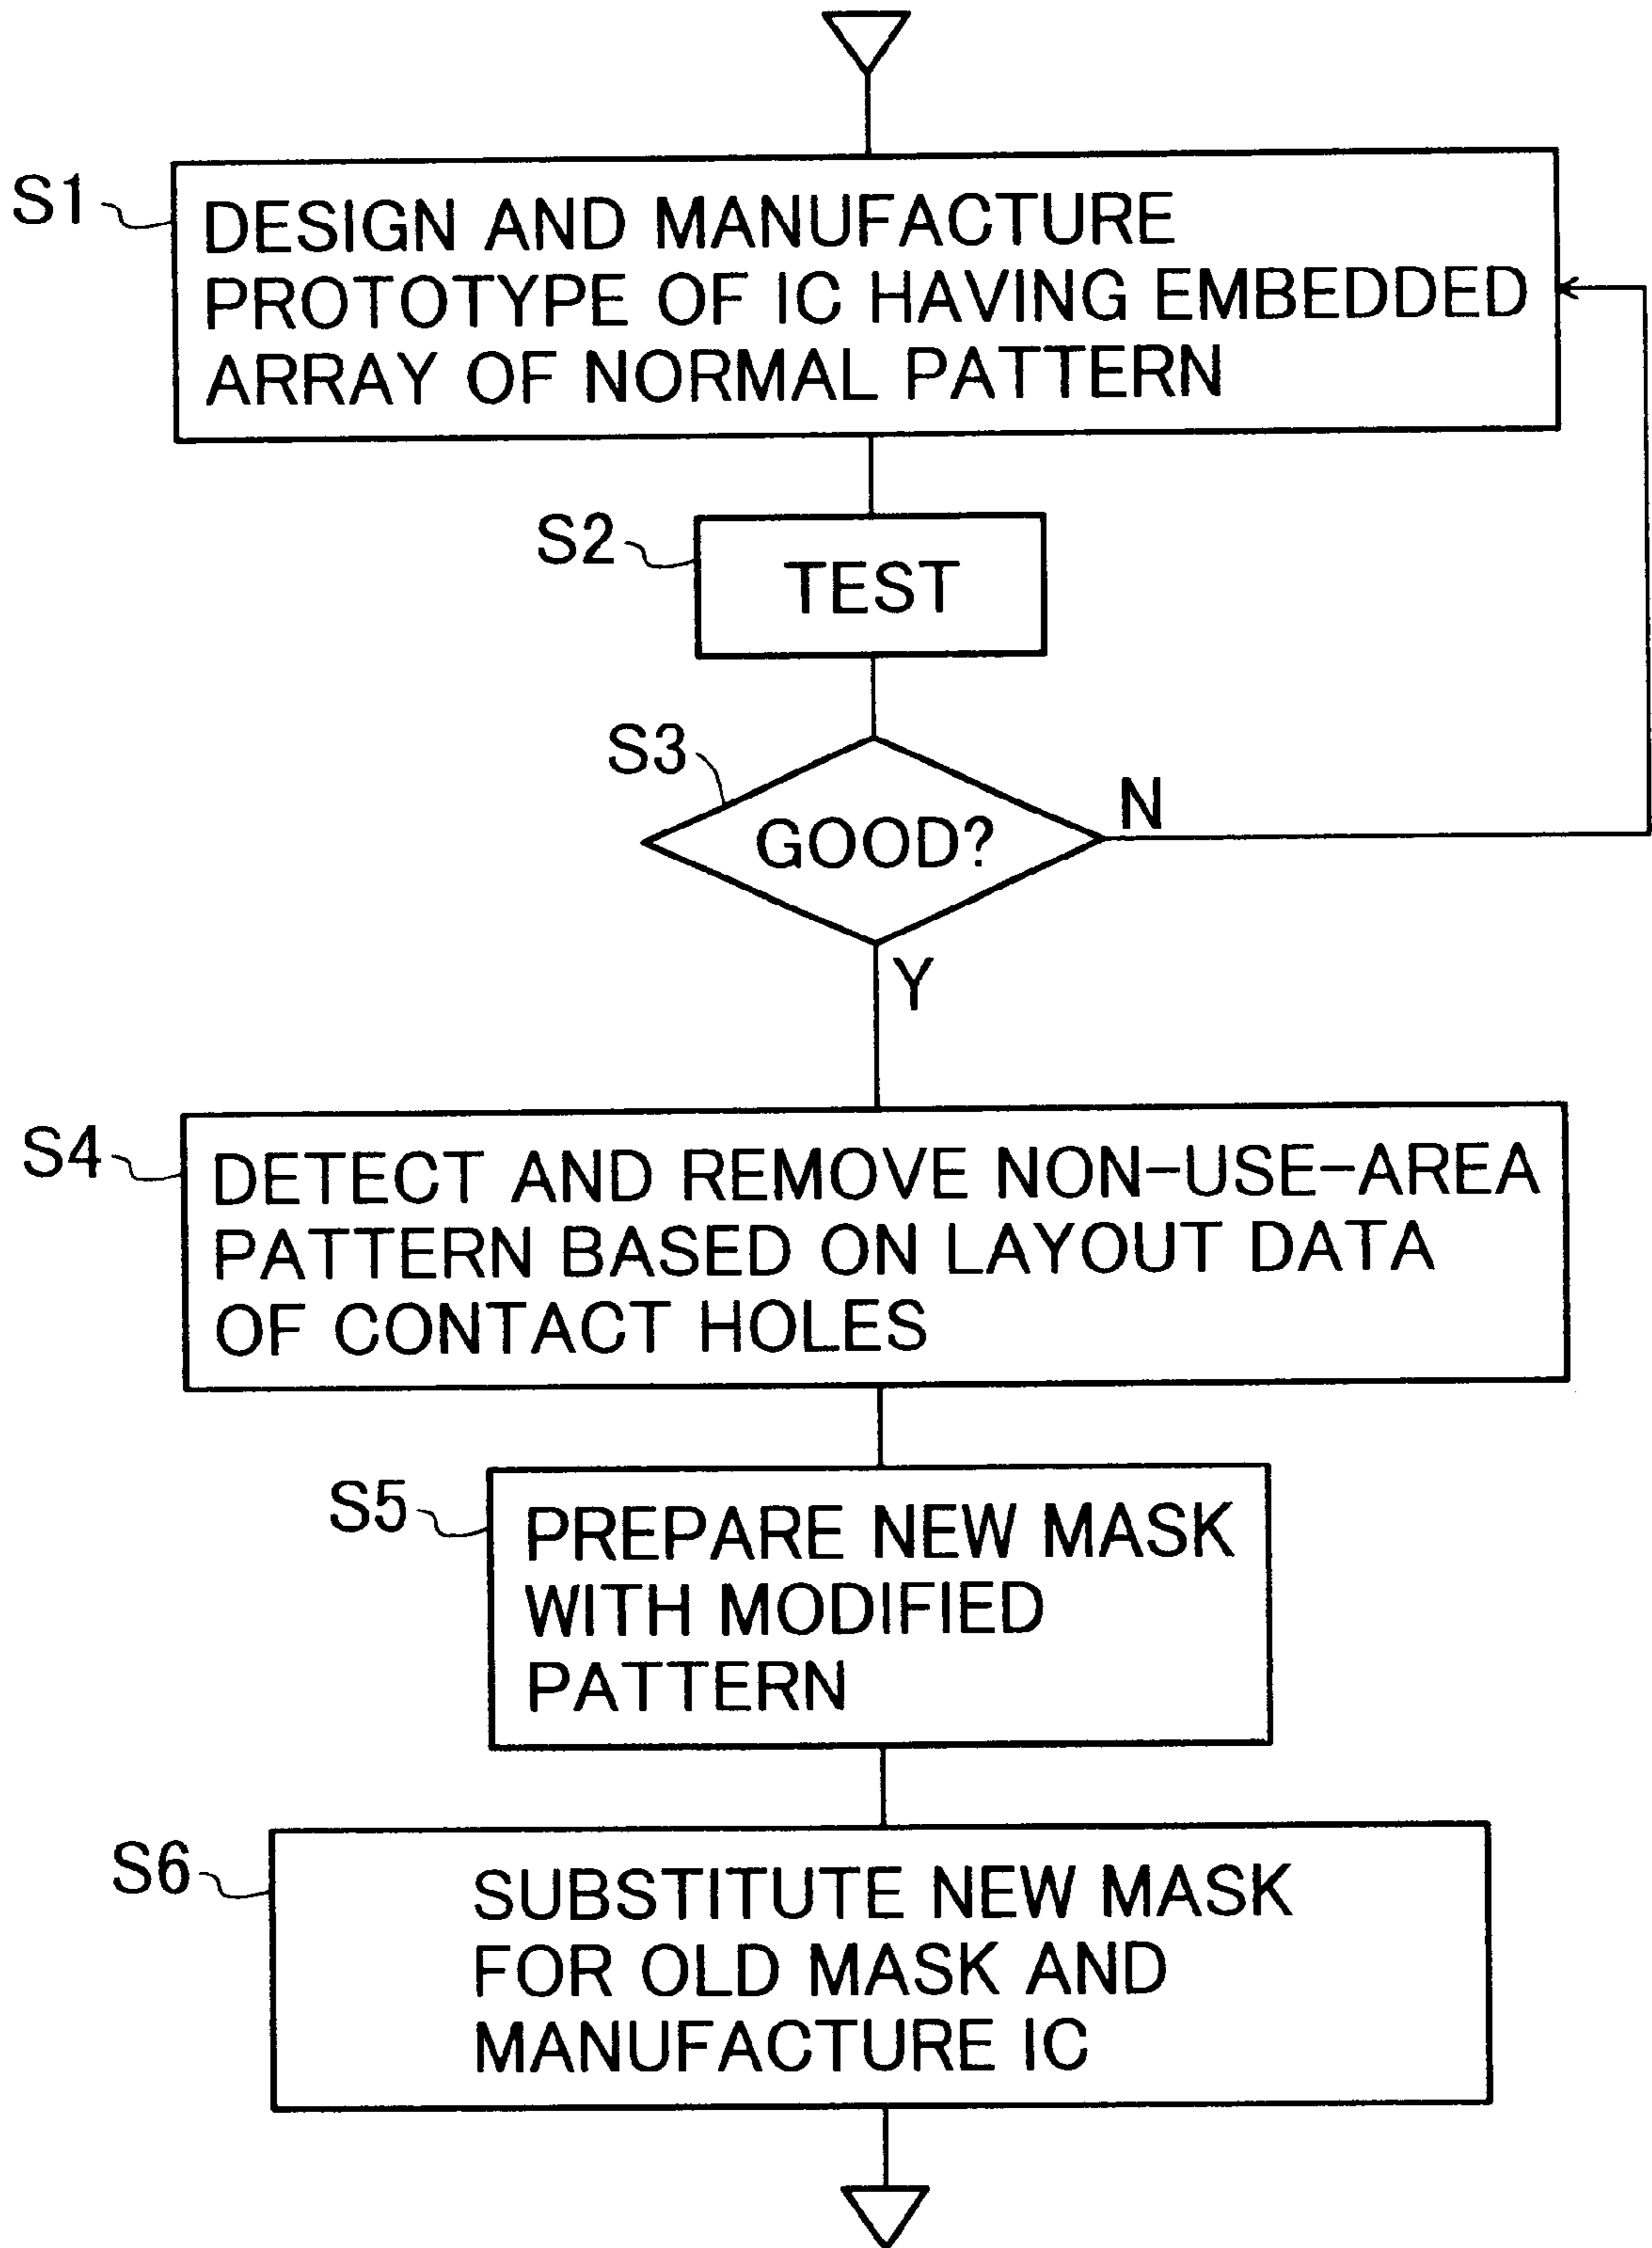 S1
DESIGN AND MANUFACTURE
PROTOTYPE OF IC HAVING EMBEDDED
ARRAY OF NORMAL PATTERN
S2
TEST
S3
GOOD?
N
Y
S4
DETECT AND REMOVE NON-USE-AREA
PATTERN BASED ON LAYOUT DATA
OF CONTACT HOLES
S5
PREPARE NEW MASK
WITH MODIFIED
PATTERN
S6
SUBSTITUTE NEW MASK
FOR OLD MASK AND
MANUFACTURE IC